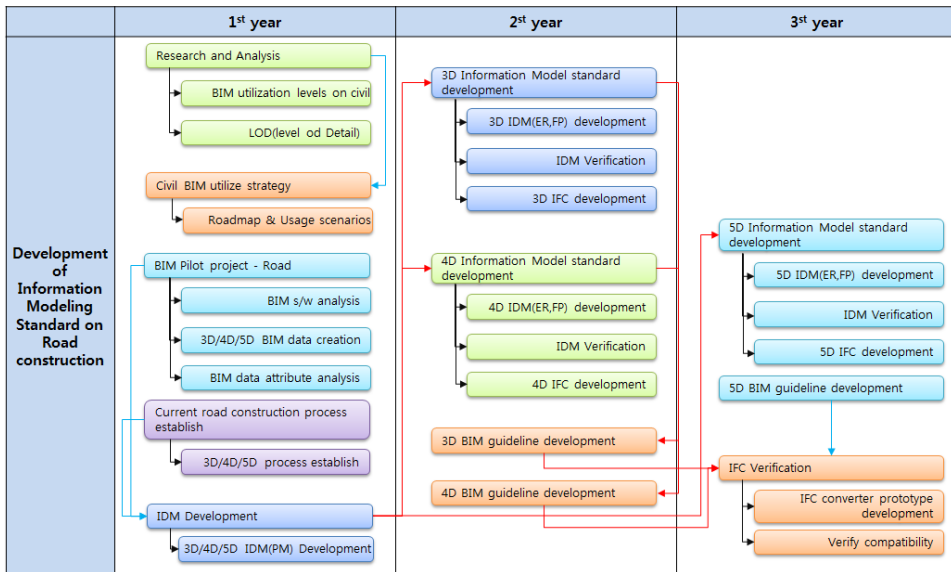 1st year
2nd year
3rd year
Development
of
Information
Modeling
Standard on
Road
construction
Research and Analysis
BIM utilization levels on civil
LOD(level od Detail)
Civil BIM utilize strategy
Roadmap & Usage scenarios
BIM Pilot project - Road
BIM s/w analysis
3D/4D/5D BIM data creation
BIM data attribute analysis
Current road construction process
establish
3D/4D/5D process establish
IDM Development
3D/4D/5D IDM(PM) Development
3D Information Model standard
development
3D IDM(ER,FP) development
IDM Verification
3D IFC development
4D Information Model standard
development
4D IDM(ER,FP) development
IDM Verification
4D IFC development
3D BIM guideline development
4D BIM guideline development
5D Information Model standard
development
5D IDM(ER,FP) development
IDM Verification
5D IFC development
5D BIM guideline development
IFC Verification
IFC converter prototype
development
Verify compatibility